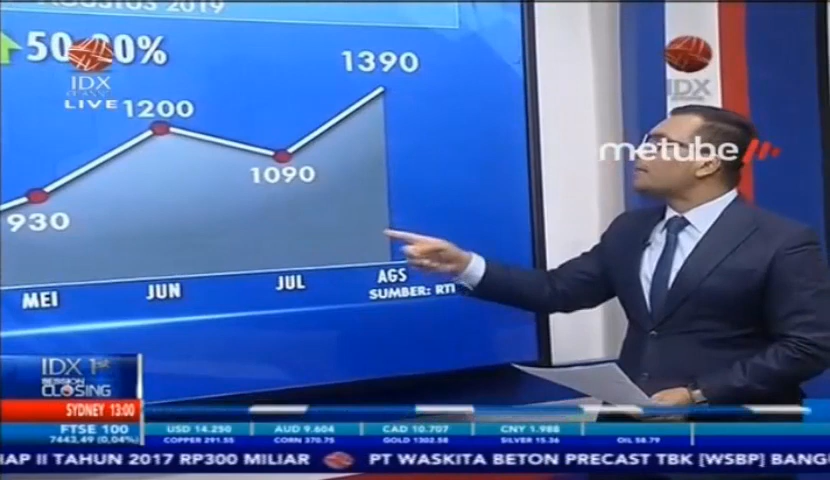 AGUSTUS 2019
IDX
LIVE
1390
1200
1090
930
MEI
JUN
JUL
AGS
SUMBER: RTI
IDX
metube
IDX 1st
SESSION
CLOSING
SYDNEY 13:00
FTSE 100
7443,49 (0,04%)
USD 14.250
AUD 9.604
CAD 10.707
CNY 1.988
COPPER 291.55
CORN 370.75
GOLD 1302.58
SILVER 15.36
OIL 58.79
IAP II TAHUN 2017 RP300 MILIAR
PT WASKITA BETON PRECAST TBK [WSBP] BANGU